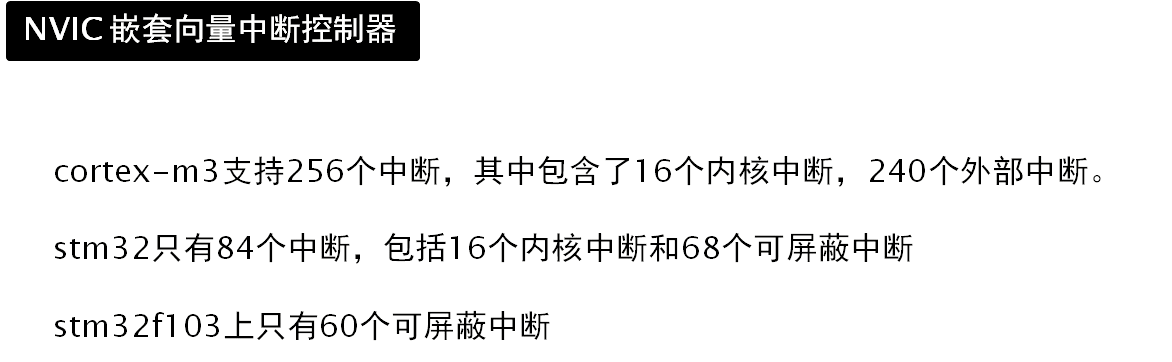 NVIC 嵌套向量中断控制器
cortex-m3支持256个中断，其中包含了16个内核中断，240个外部中断。
stm32只有84个中断，包括16个内核中断和68个可屏蔽中断
stm32f103上只有60个可屏蔽中断